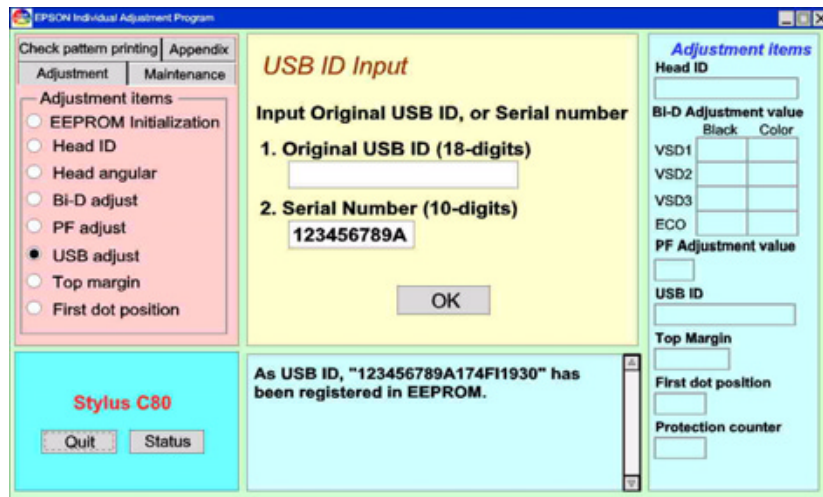 EPSON Individual Adjustment Program
Check pattern printing Appendix
Adjustment Maintenance
Adjustment items
EEPROM Initialization
Head ID
Head angular
Bi-D adjust
PF adjust
USB adjust
Top margin
First dot position
USB ID Input
Input Original USB ID, or Serial number
1. Original USB ID (18-digits)
2. Serial Number (10-digits)
123456789A
OK
Adjustment items
Head ID
Bi-D Adjustment value
Black Color
VSD1
VSD2
VSD3
ECO
PF Adjustment value
USB ID
Top Margin
First dot position
Protection counter
Stylus C80
Quit Status
As USB ID, "123456789A174FI1930" has
been registered in EEPROM.